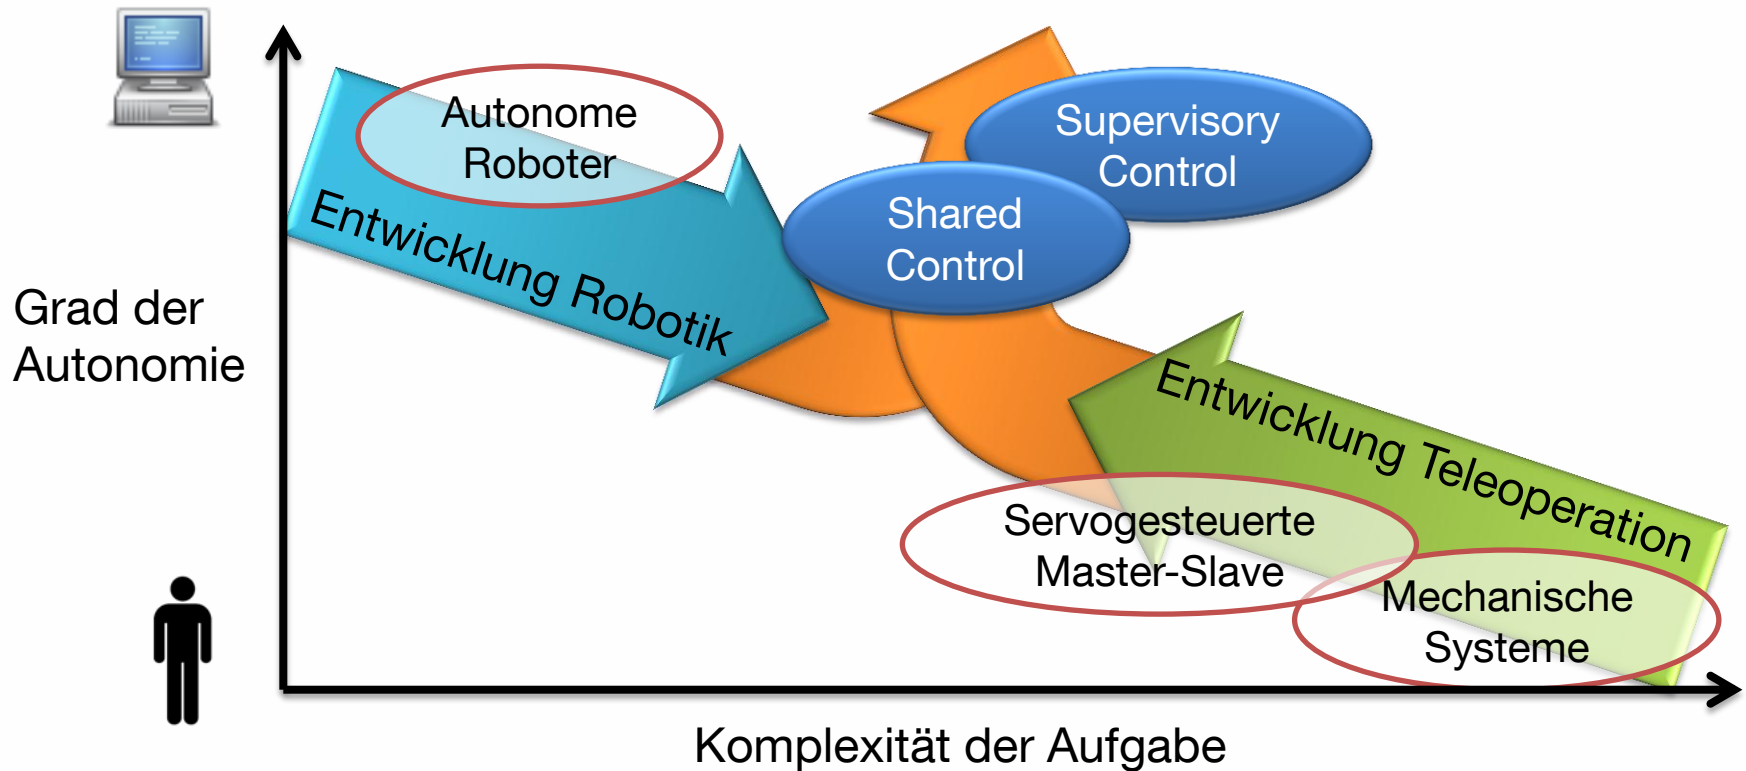 Autonome
Roboter
Entwicklung Robotik
Supervisory
Control
Shared
Control
Grad der
Autonomie
Entwicklung Teleoperation
Servogesteuerte
Master-Slave
Mechanische
Systeme
Komplexität der Aufgabe